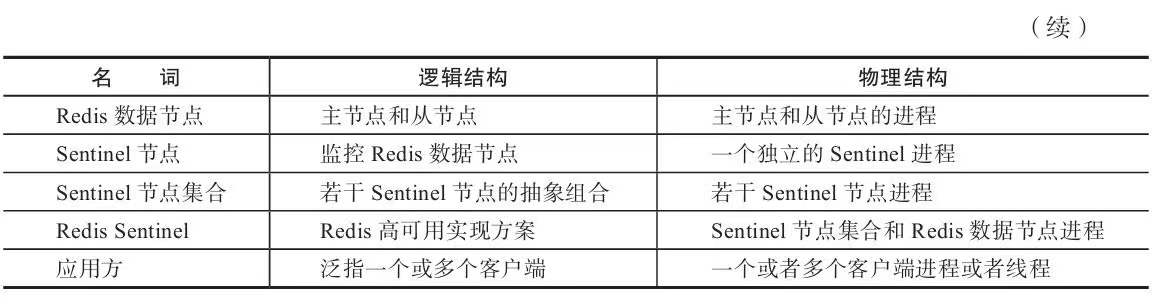 （续）
名 词 逻辑结构 物理结构
Redis 数据节点 主节点和从节点 主节点和从节点的进程
Sentinel 节点 监控 Redis 数据节点 一个独立的 Sentinel 进程
Sentinel 节点集合 若干 Sentinel 节点的抽象组合 若干 Sentinel 节点进程
Redis Sentinel Redis 高可用实现方案 Sentinel 节点集合和 Redis 数据节点进程
应用方 泛指一个或多个客户端 一个或者多个客户端进程或者线程